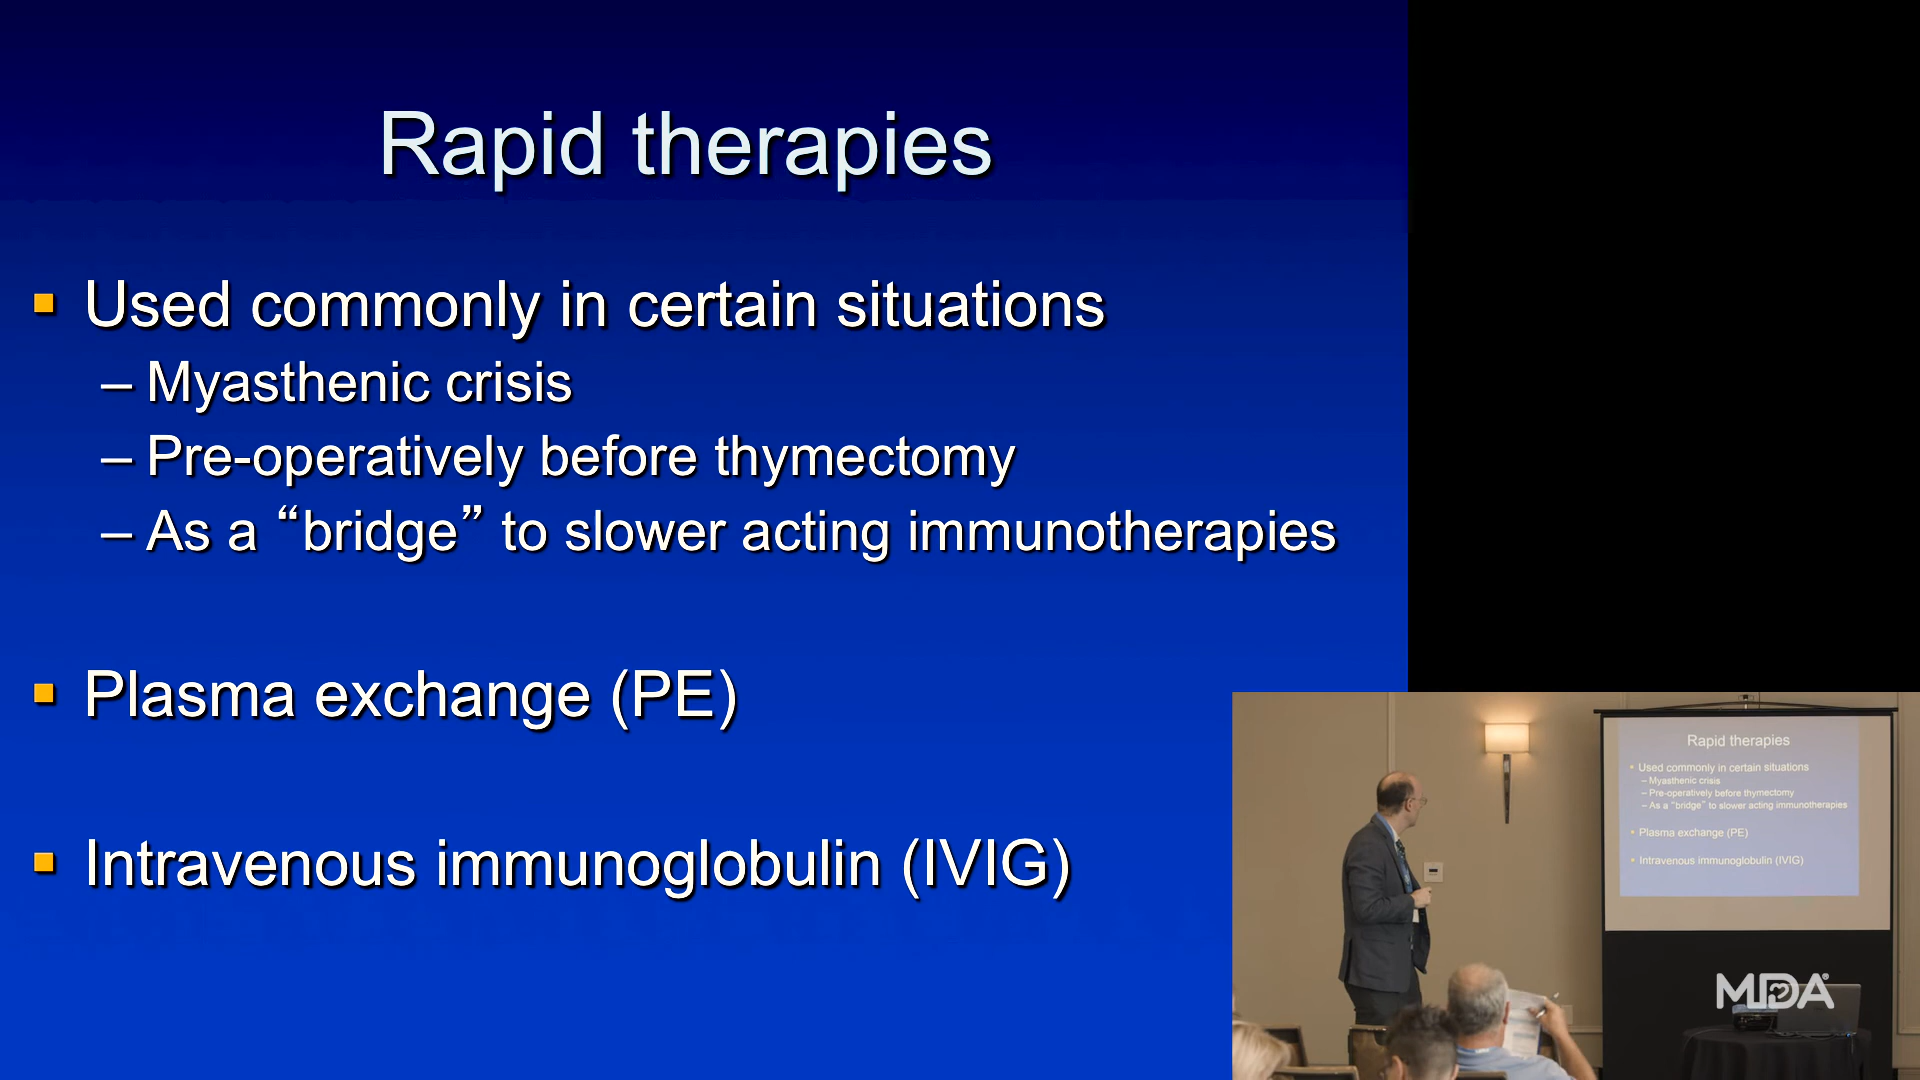 Rapid therapies
▪ Used commonly in certain situations
– Myasthenic crisis
– Pre-operatively before thymectomy
– As a “bridge” to slower acting immunotherapies
▪ Plasma exchange (PE)
▪ Intravenous immunoglobulin (IVIG)
Rapid therapies
• Used commonly in certain situations
– Myasthenic crisis
– Pre-operatively before thymectomy
– As a “bridge” to slower acting immunotherapies
• Plasma exchange (PE)
• Intravenous immunoglobulin (IVIG)
MDA®